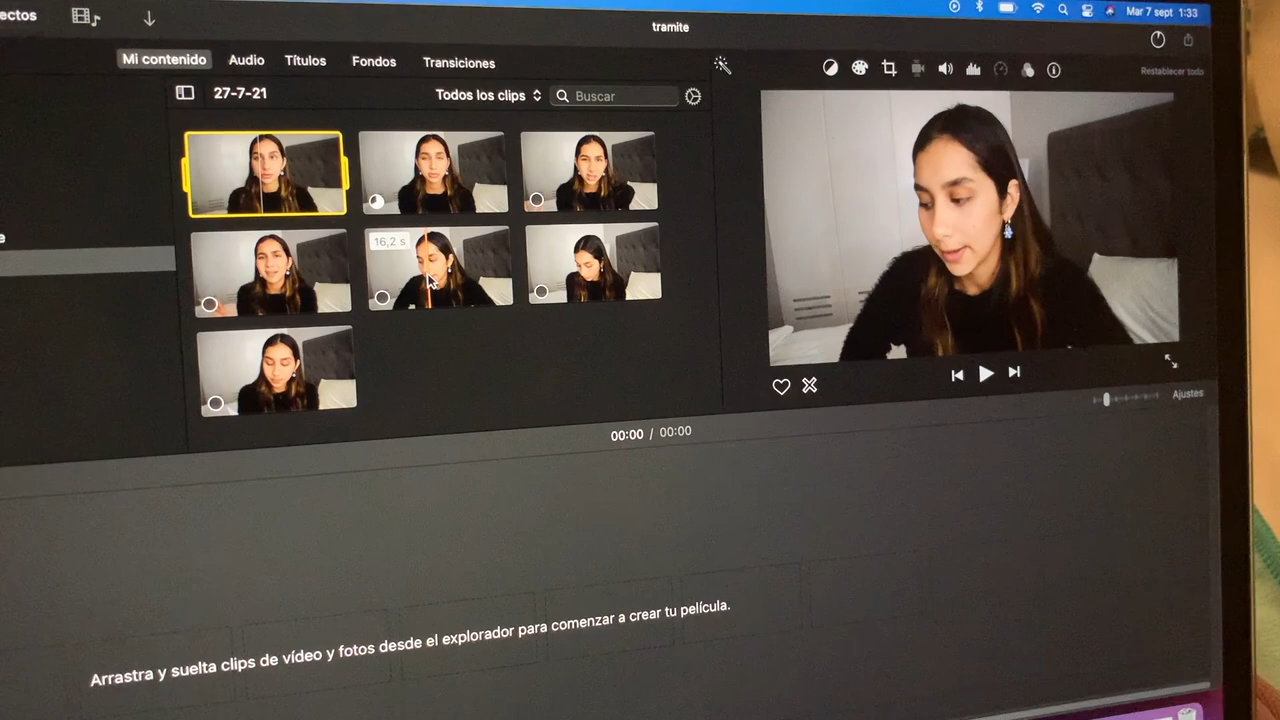 Mar 7 sept 1:33
ectos
tramite
Mi contenido Audio Títulos Fondos Transiciones
Restablecer todo
27-7-21 Todos los clips Buscar
16,2 s
e
Ajustes
00:00 / 00:00
Arrastra y suelta clips de vídeo y fotos desde el explorador para comenzar a crear tu película.